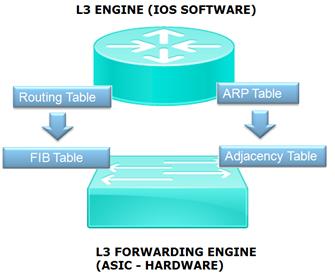 L3 ENGINE (IOS SOFTWARE)
Routing Table
ARP Table
FIB Table
Adjacency Table
L3 FORWARDING ENGINE
(ASIC - HARDWARE)